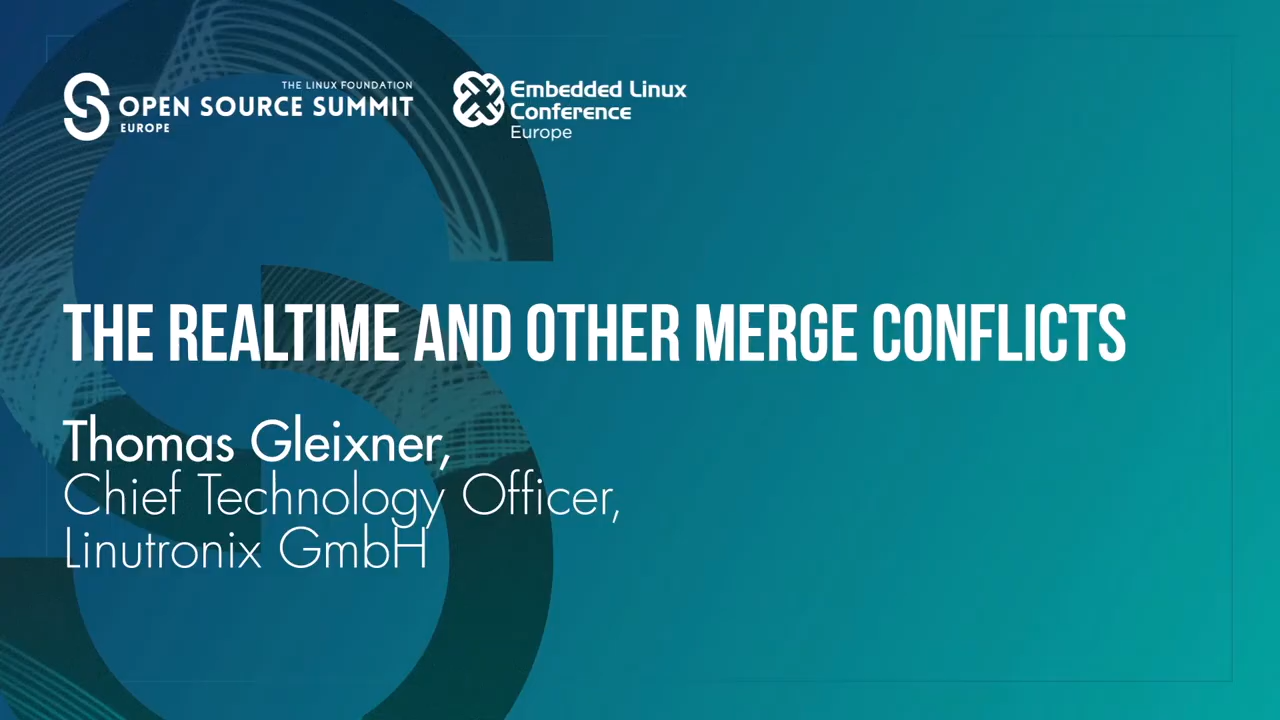 THE LINUX FOUNDATION
OPEN SOURCE SUMMIT
EUROPE
Embedded Linux
Conference
Europe
THE REALTIME AND OTHER MERGE CONFLICTS
Thomas Gleixner,
Chief Technology Officer,
Linutronix GmbH